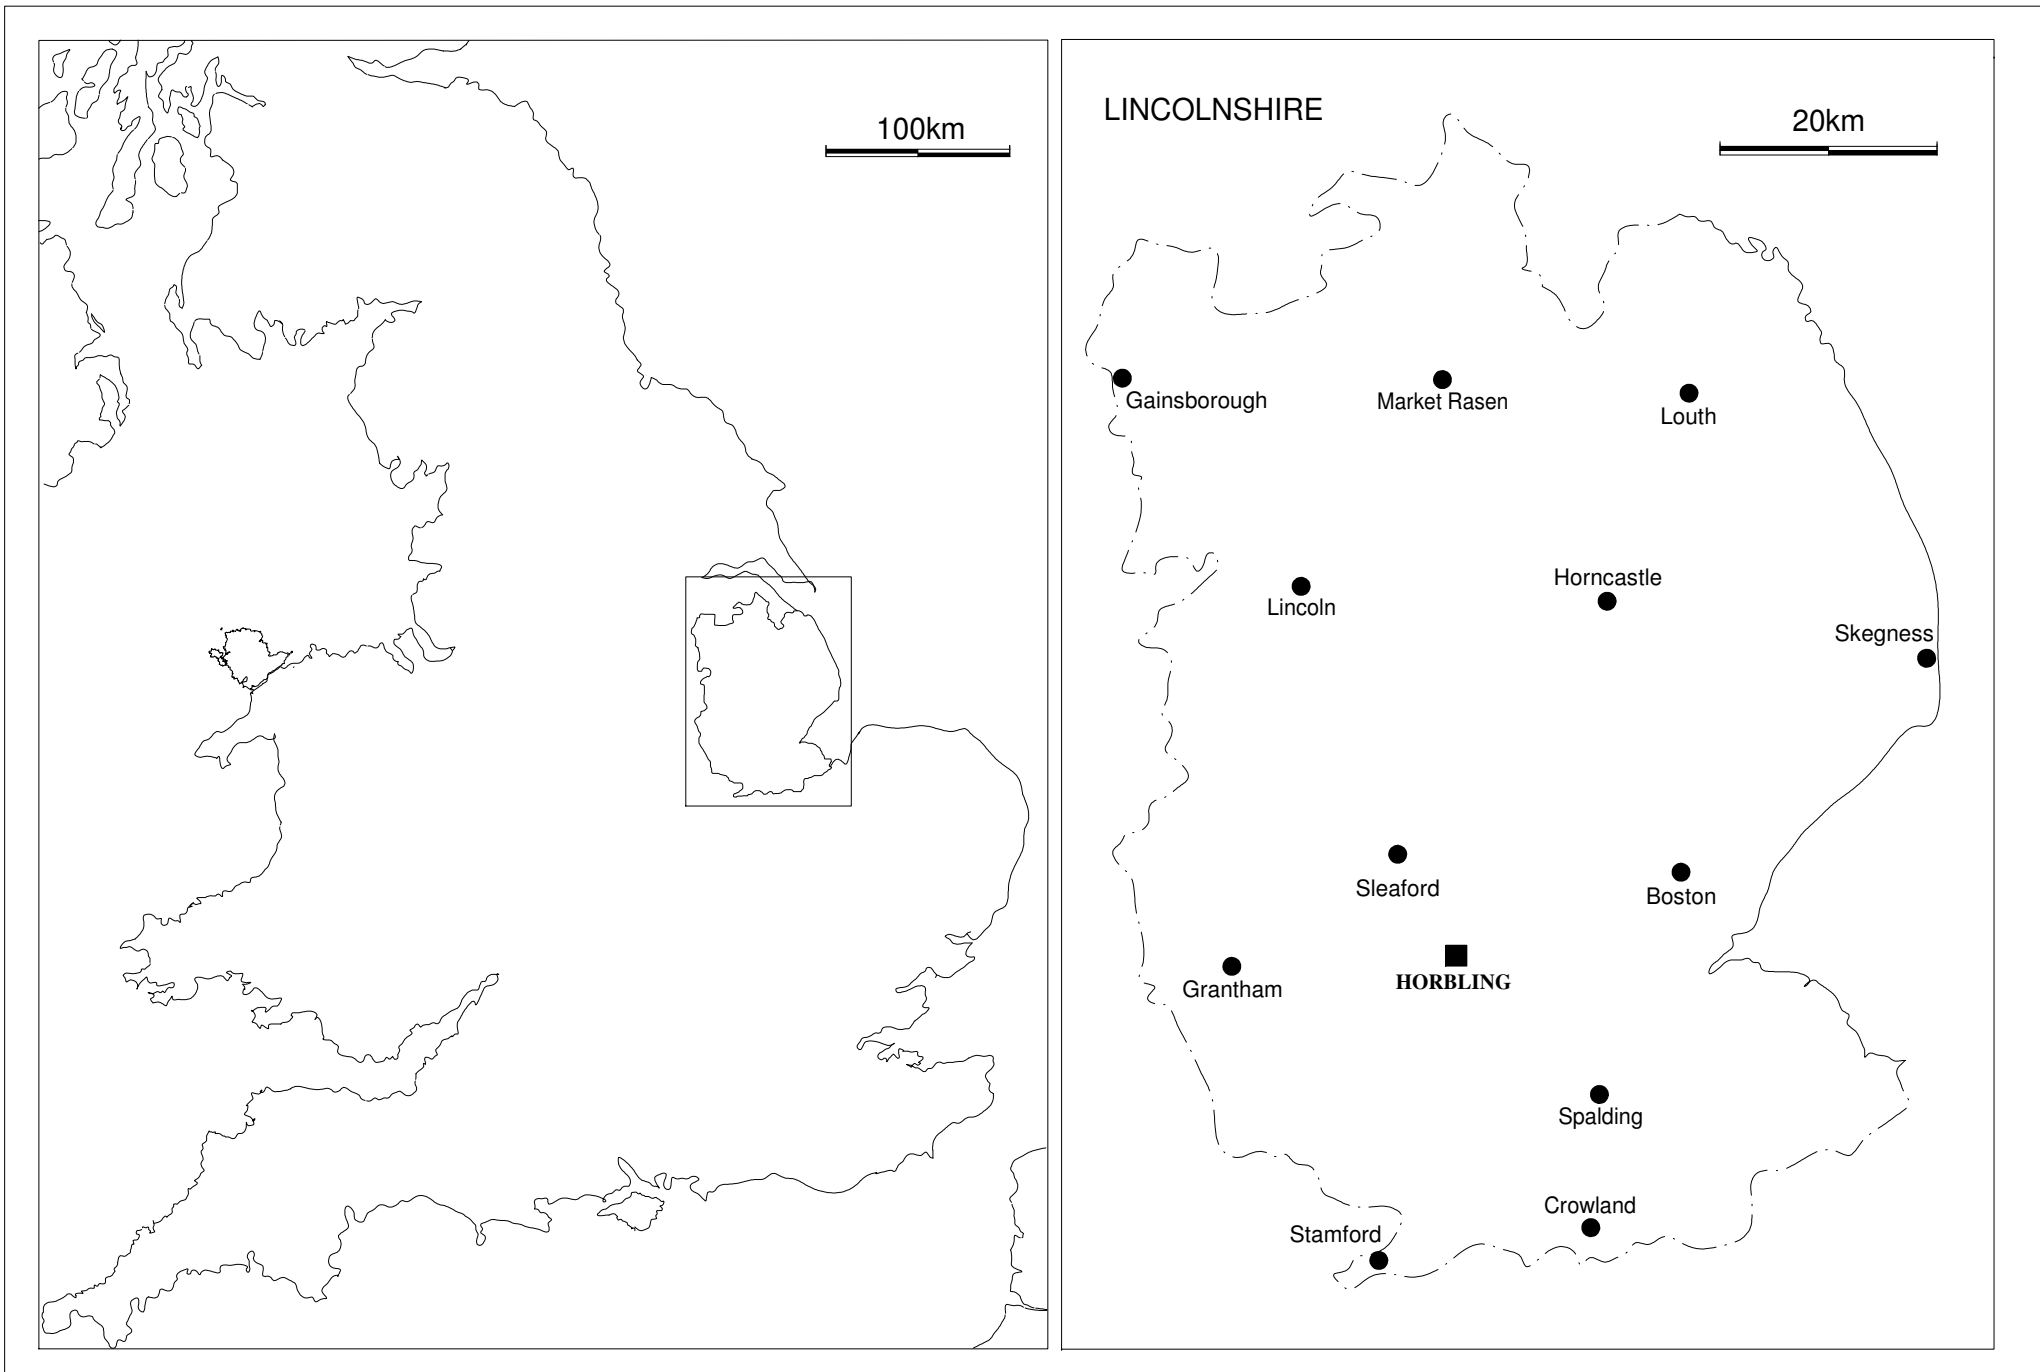 100km
LINCOLNSHIRE
20km
Gainsborough
Market Rasen
Louth
Lincoln
Horncastle
Skegness
Sleaford
Boston
Grantham
HORBLING
Spalding
Crowland
Stamford